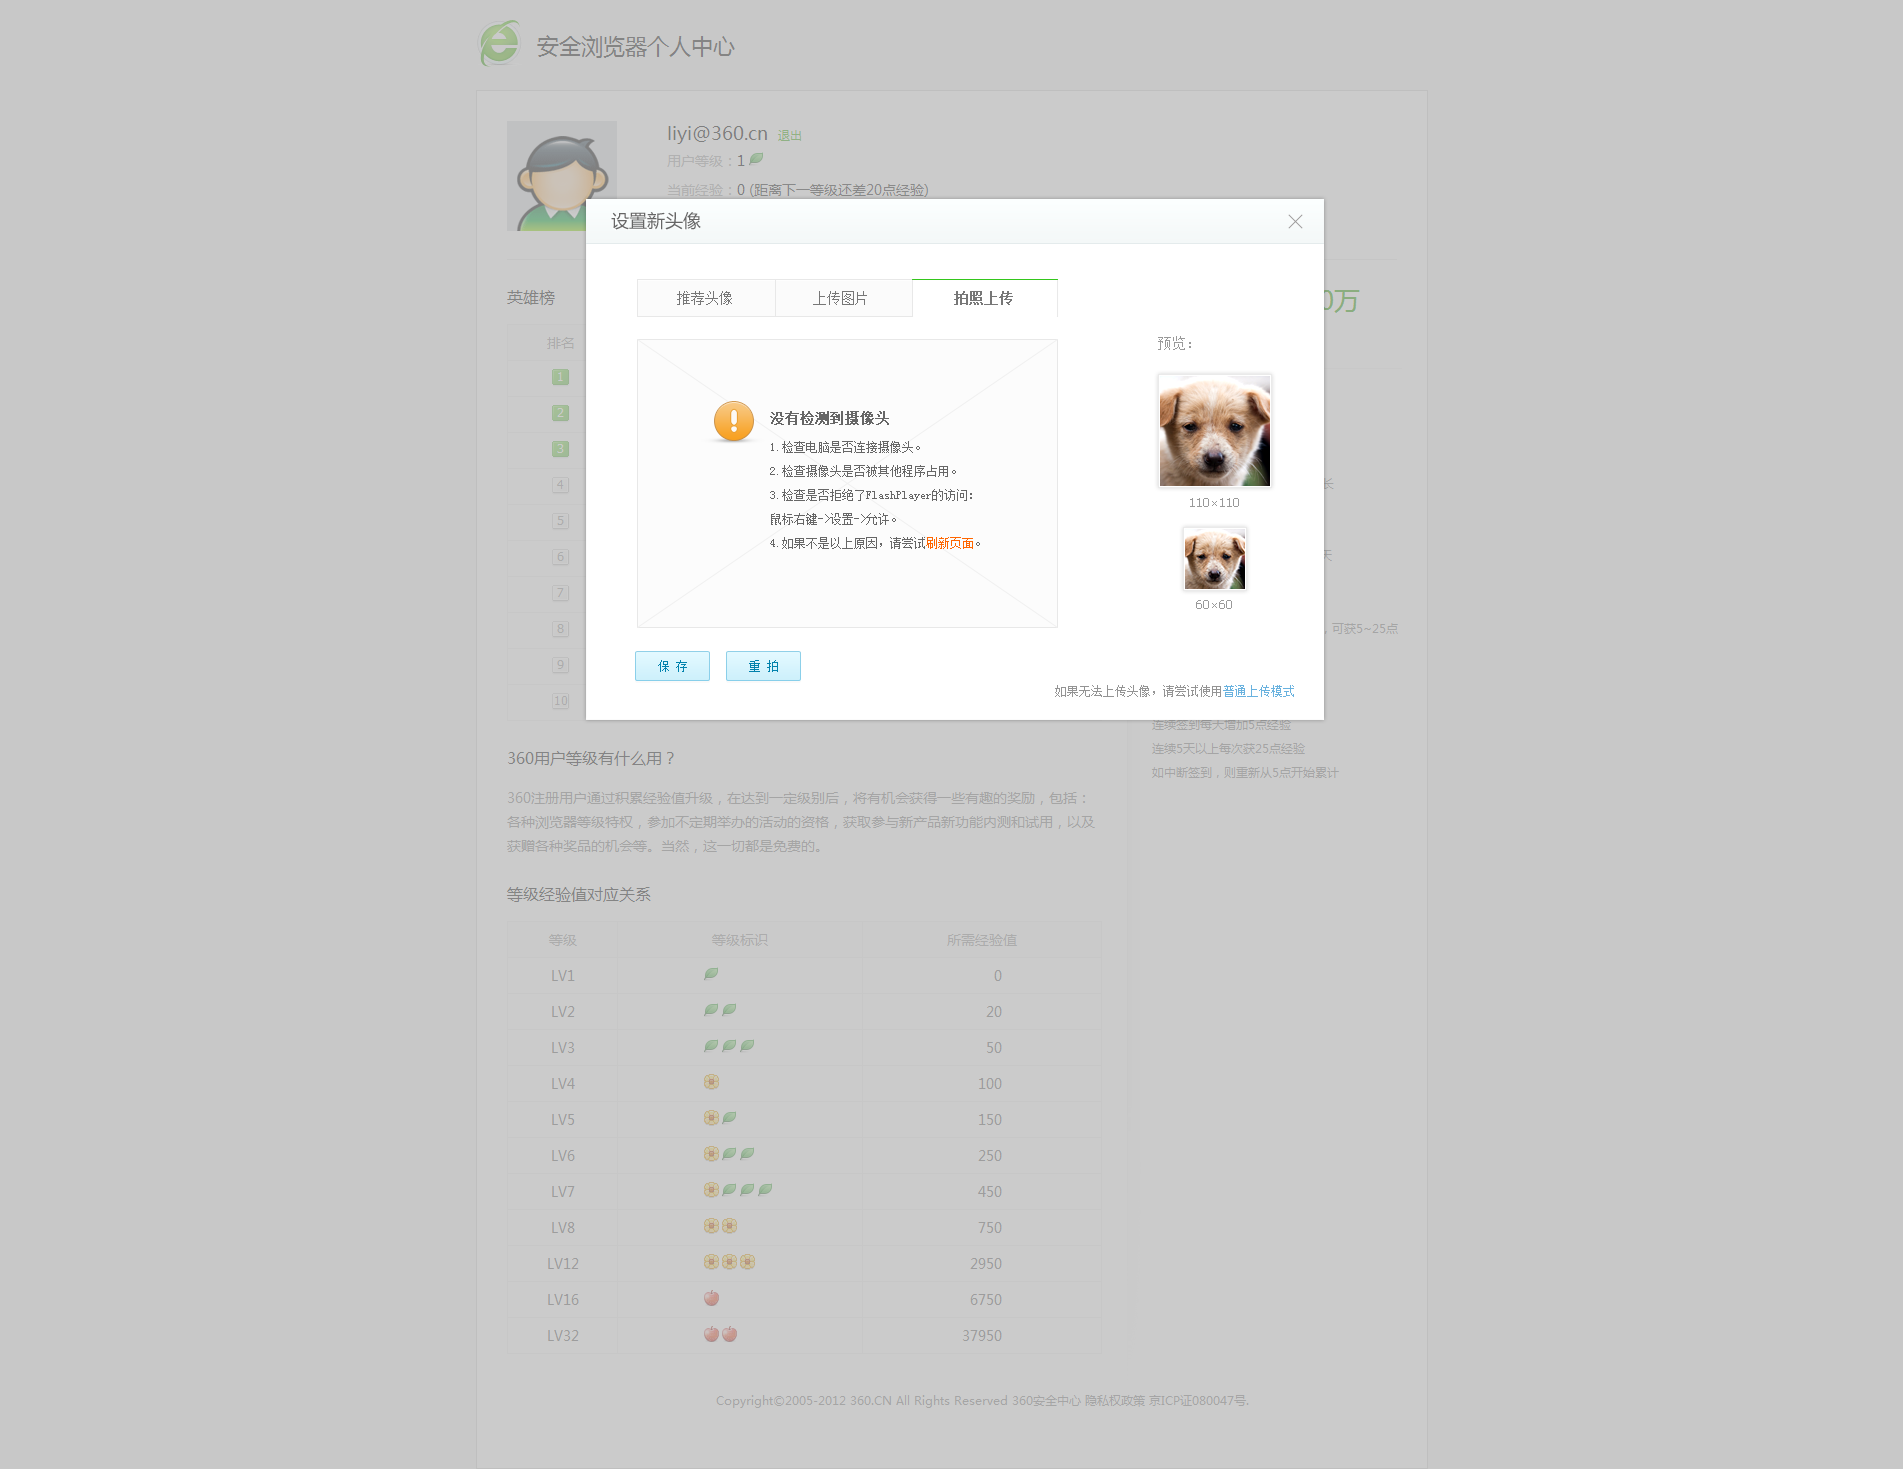 安全浏览器个人中心
liyi@360.cn 退出
用户等级：1
当前经验：0 (距离下一等级还差20点经验)
设置新头像
推荐头像 上传图片 拍照上传
没有检测到摄像头
1.检查电脑是否连接摄像头。
2.检查摄像头是否被其他程序占用。
3.检查是否拒绝了FlashPlayer的访问：
鼠标右键->设置->允许。
4.如果不是以上原因，请尝试刷新页面。
预览：
110×110
60×60
保 存 重 拍
如果无法上传头像，请尝试使用普通上传模式
英雄榜
0万
排名
1
2
3
4
长
5
6
天
7
8
，可获5~25点
9
10
连续签到每天增加5点经验
连续5天以上每次获25点经验
如中断签到，则重新从5点开始累计
360用户等级有什么用？
360注册用户通过积累经验值升级，在达到一定级别后，将有机会获得一些有趣的奖励，包括：
各种浏览器等级特权，参加不定期举办的活动的资格，获取参与新产品新功能内测和试用，以及
获赠各种奖品的机会等。当然，这一切都是免费的。
等级经验值对应关系
等级 等级标识 所需经验值
LV1 0
LV2 20
LV3 50
LV4 100
LV5 150
LV6 250
LV7 450
LV8 750
LV12 2950
LV16 6750
LV32 37950
Copyright©2005-2012 360.CN All Rights Reserved 360安全中心 隐私权政策 京ICP证080047号.